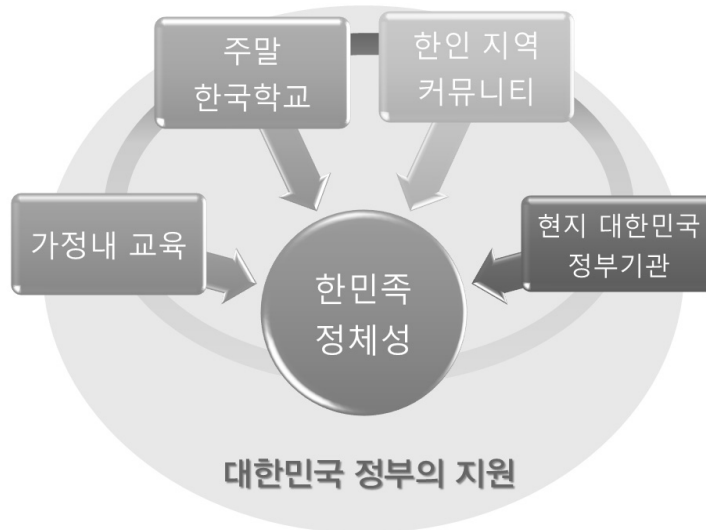 주말
한국학교
한인 지역
커뮤니티
가정내 교육
현지 대한민국
정부기관
한민족
정체성
대한민국 정부의 지원